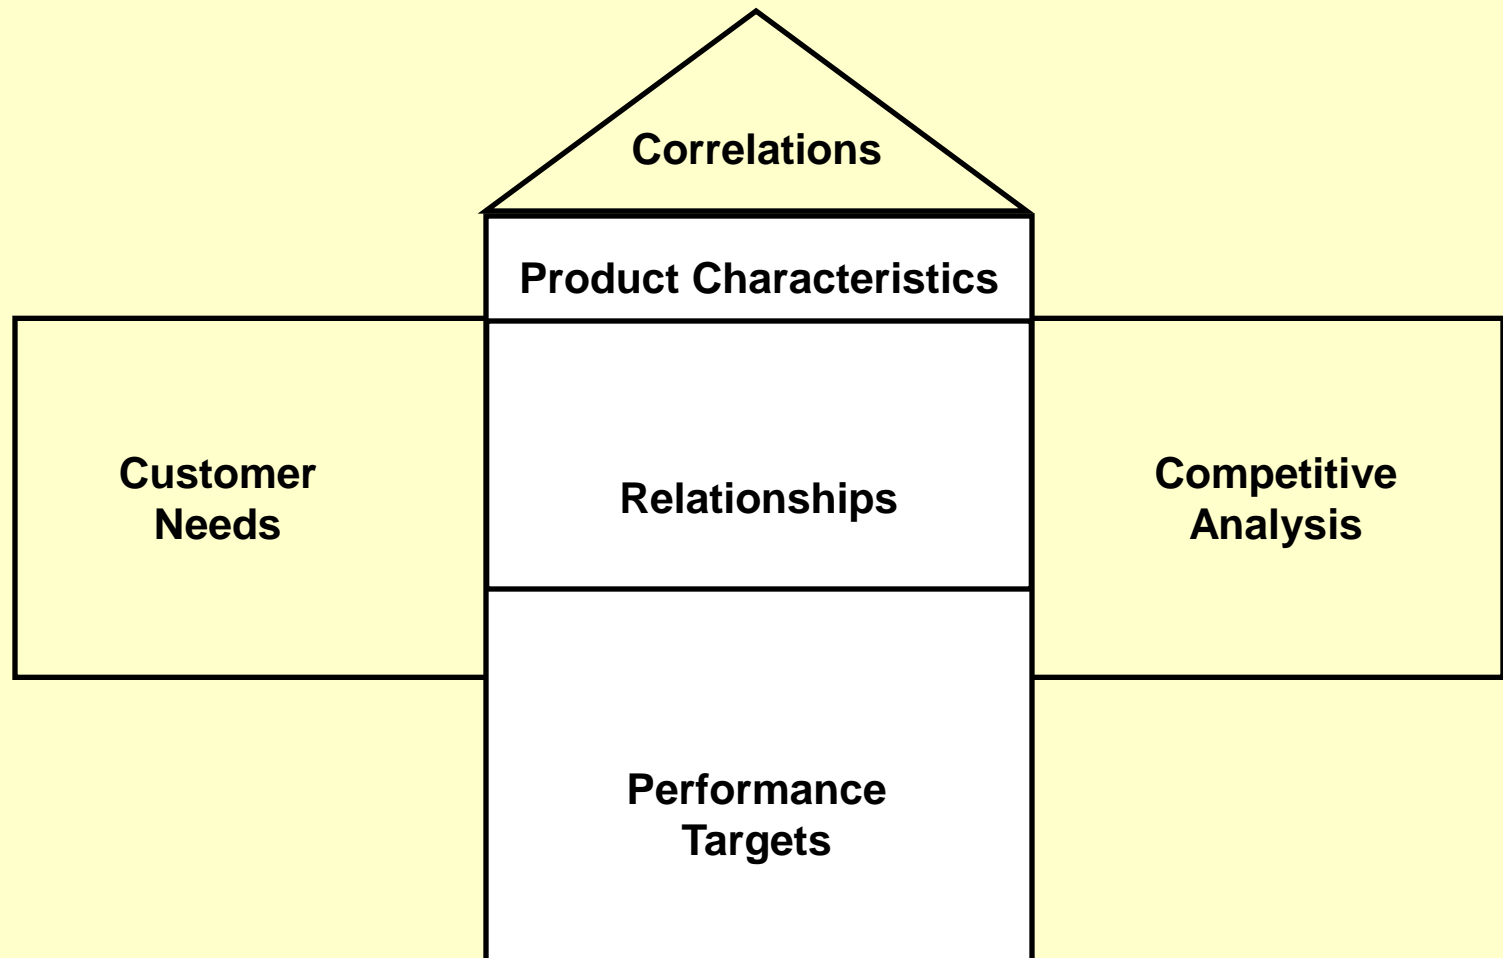 Correlations
Product Characteristics
Customer
Needs
Relationships
Competitive
Analysis
Performance
Targets